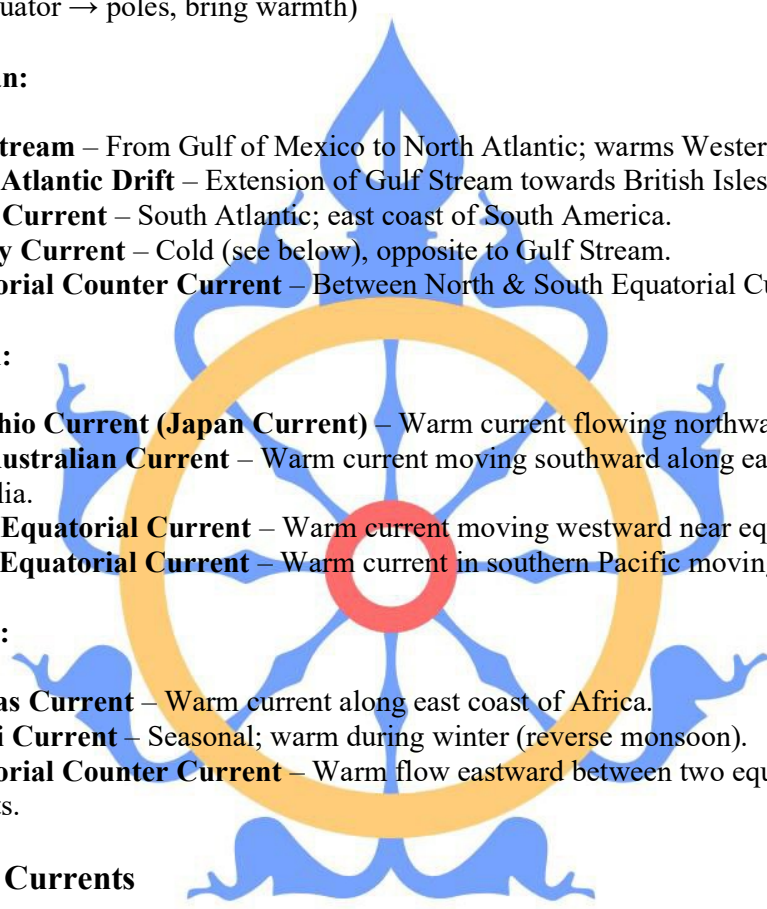 uator → poles, bring warmth)
n:
tream – From Gulf of Mexico to North Atlantic; warms Wester
Atlantic Drift – Extension of Gulf Stream towards British Isles
Current – South Atlantic; east coast of South America.
y Current – Cold (see below), opposite to Gulf Stream.
orial Counter Current – Between North & South Equatorial Cu
:
hio Current (Japan Current) – Warm current flowing northwa
ustralian Current – Warm current moving southward along ea
lia.
Equatorial Current – Warm current moving westward near eq
Equatorial Current – Warm current in southern Pacific moving
:
as Current – Warm current along east coast of Africa.
i Current – Seasonal; warm during winter (reverse monsoon).
orial Counter Current – Warm flow eastward between two equ
ts.
Currents